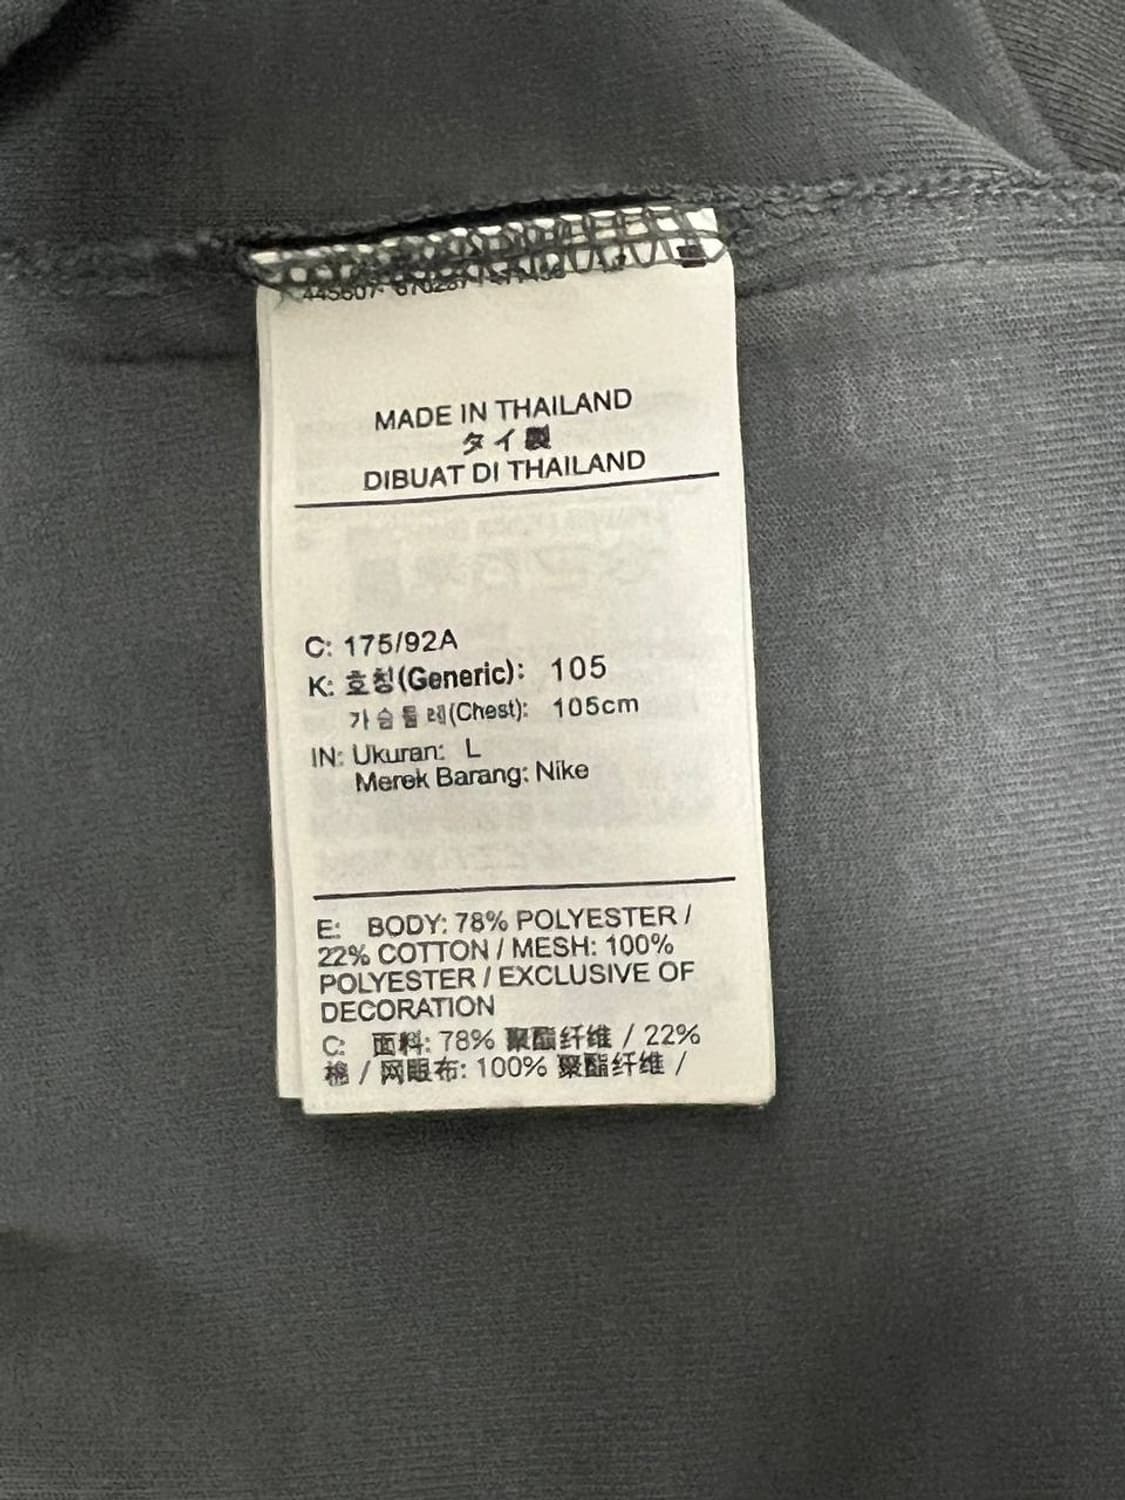 MADE IN THAILAND
タイ製
DIBUAT DI THAILAND
C: 175/92A
K: 호칭(Generic): 105
가슴둘레(Chest): 105cm
IN: Ukuran: L
Merek Barang: Nike
E: BODY: 78% POLYESTER /
22% COTTON / MESH: 100%
POLYESTER / EXCLUSIVE OF
DECORATION
C: 面料: 78% 聚酯纤维 / 22%
棉 / 网眼布: 100% 聚酯纤维 /